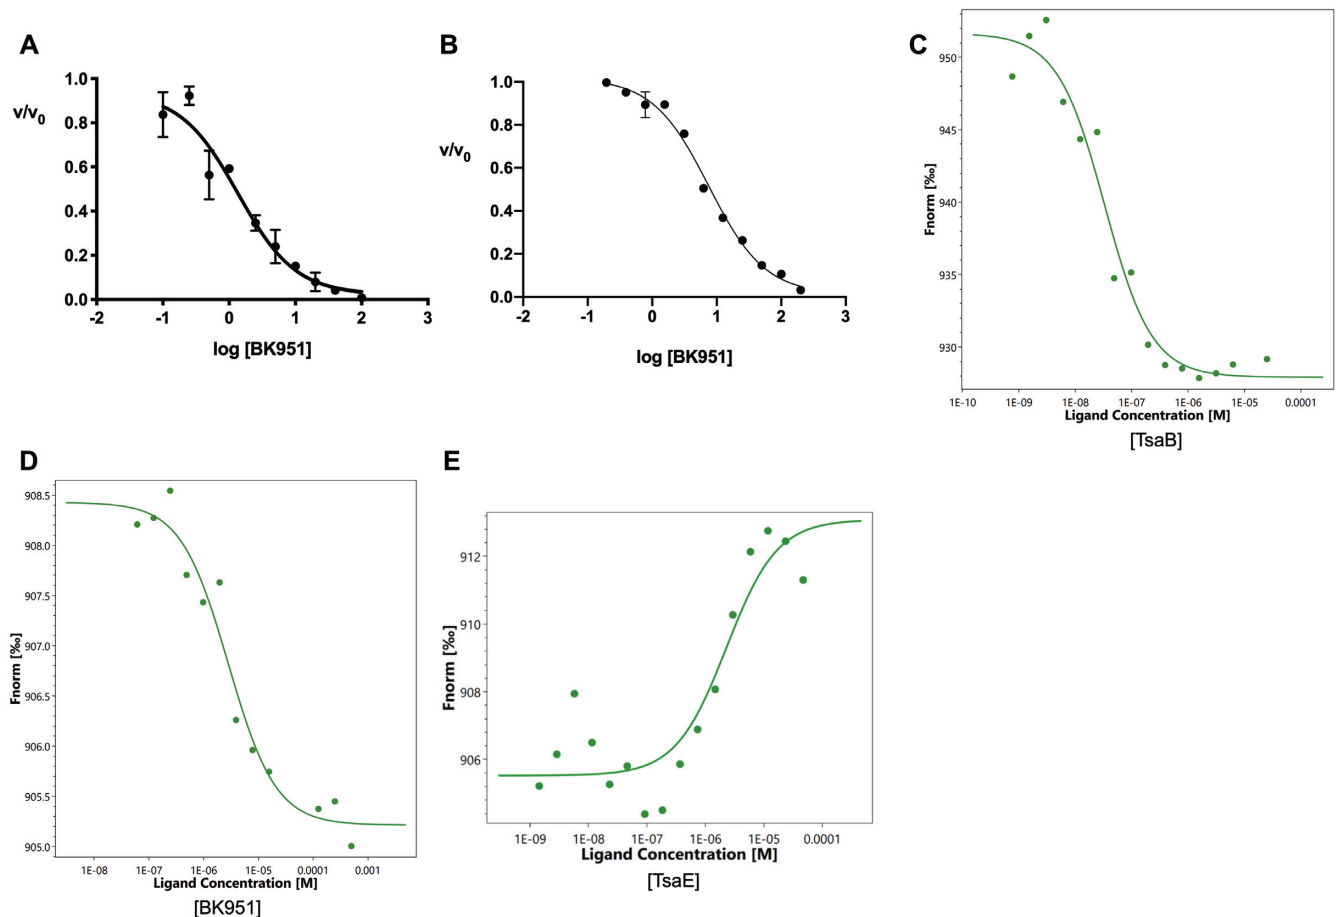 A
v/v0
1.0
0.8
0.6
0.4
0.2
0.0
-2 -1 0 1 2 3
log [BK951]
B
v/v0
1.0
0.8
0.6
0.4
0.2
0.0
-2 -1 0 1 2 3
log [BK951]
C
Fnorm [‰]
950
945
940
935
930
1E-10 1E-09 1E-08 1E-07 1E-06 1E-05 0.0001
Ligand Concentration [M]
[TsaB]
D
Fnorm [‰]
908.5
908.0
907.5
907.0
906.5
906.0
905.5
905.0
1E-08 1E-07 1E-06 1E-05 0.0001 0.001
Ligand Concentration [M]
[BK951]
E
Fnorm [‰]
912
910
908
906
1E-09 1E-08 1E-07 1E-06 1E-05 0.0001
Ligand Concentration [M]
[TsaE]